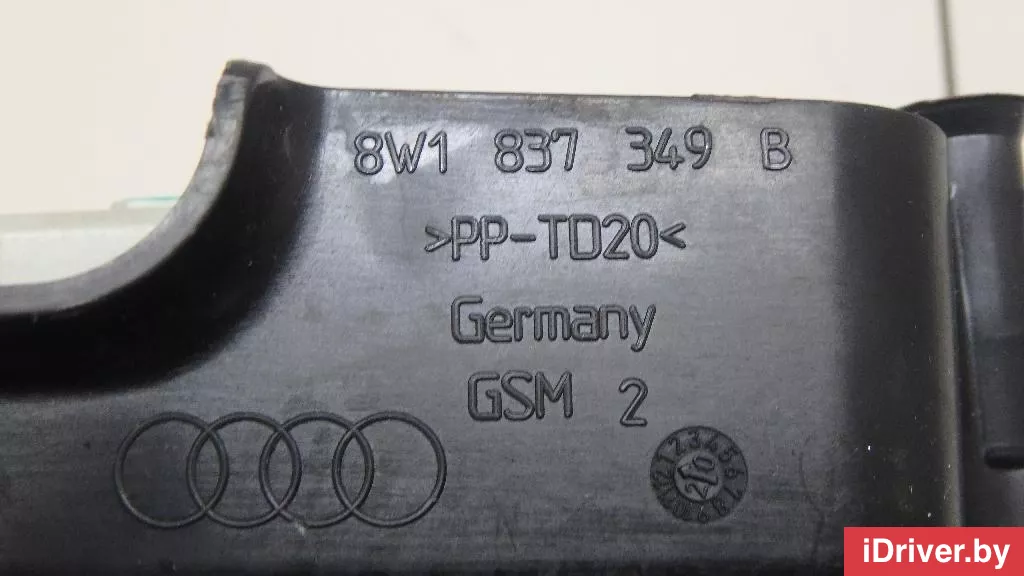 8W1 837 349 B
>PP-TD20<
Germany
GSM 2
iDriver.by